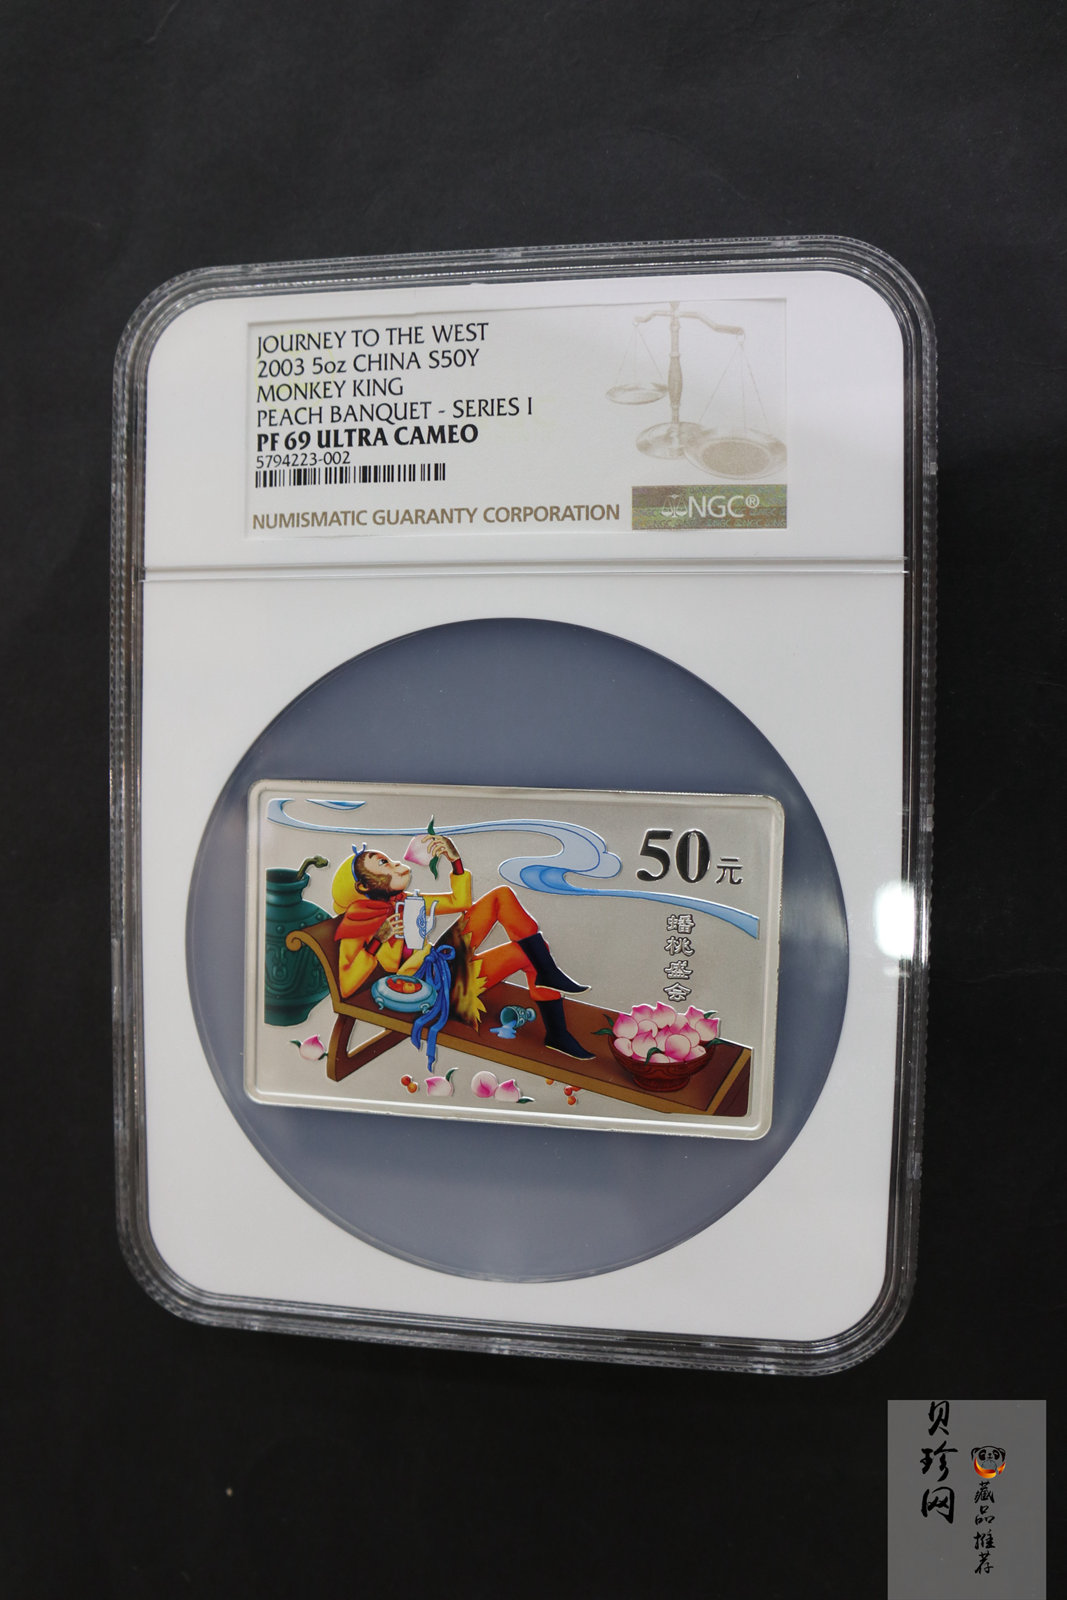 JOURNEY TO THE WEST
2003 5oz CHINA S50Y
MONKEY KING
PEACH BANQUET - SERIES I
PF 69 ULTRA CAMEO
5794223-002
NUMISMATIC GUARANTY CORPORATION
NGC®
50元
蟠桃盛会
贝珍网
藏品推荐